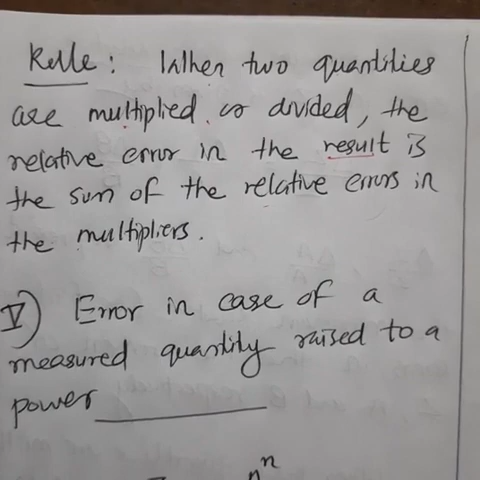 Rule: When two quantities
are multiplied or divided, the
relative error in the result is
the sum of the relative errors in
the multipliers.
V) Error in case of a
measured quantity raised to a
power